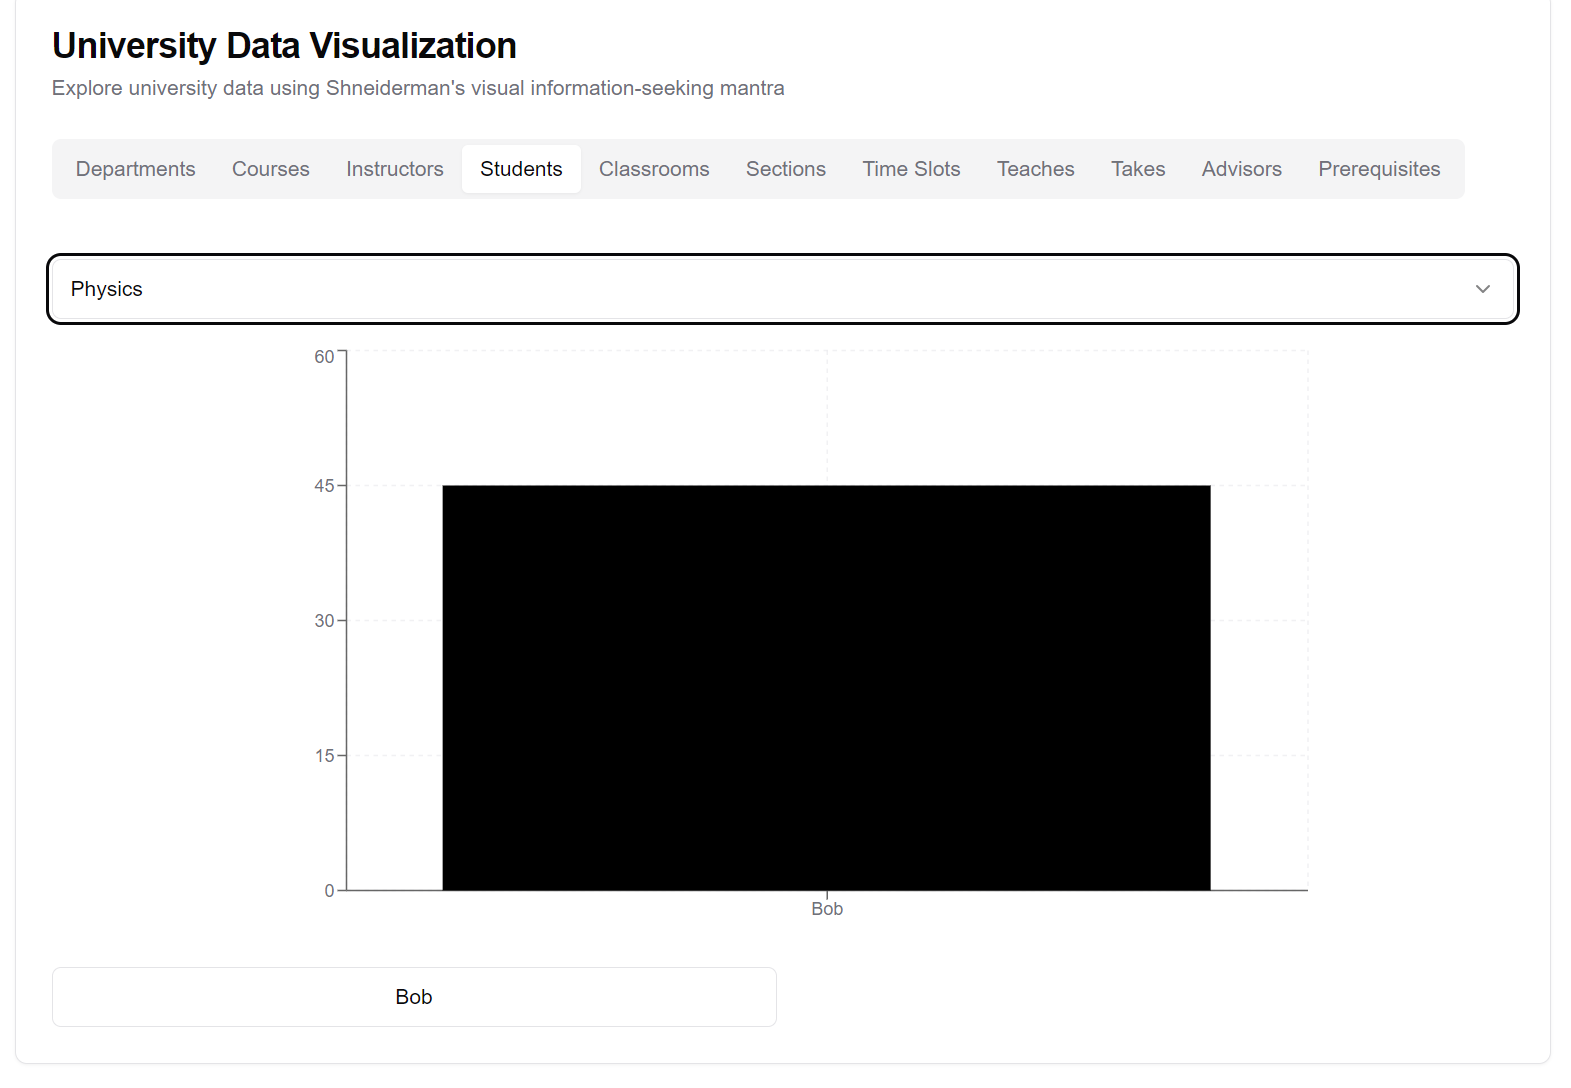 University Data Visualization
Explore university data using Shneiderman's visual information-seeking mantra
Departments Courses Instructors Students Classrooms Sections Time Slots Teaches Takes Advisors Prerequisites
Physics
60
45
30
15
0
Bob
Bob